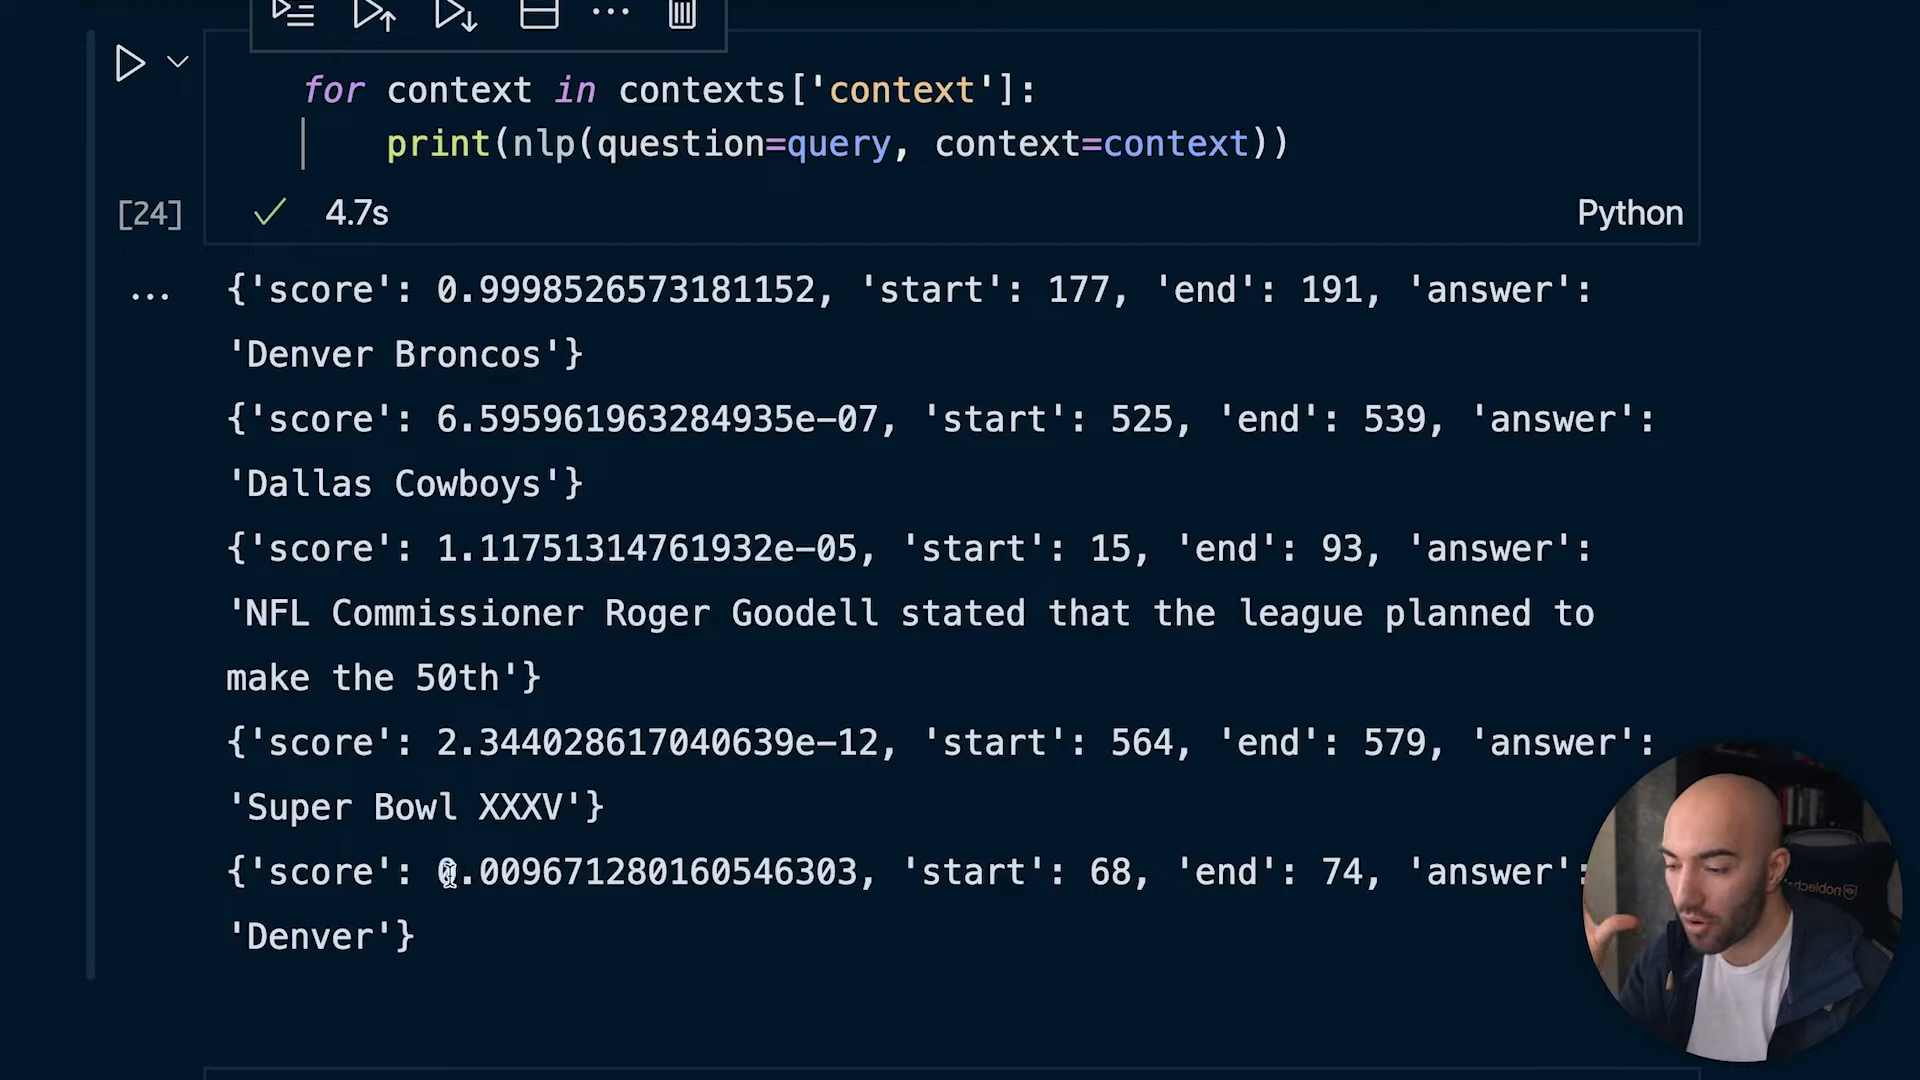 for context in contexts['context']:
print(nlp(question=query, context=context))
[24]
4.7s
Python
{'score': 0.9998526573181152, 'start': 177, 'end': 191, 'answer':
'Denver Broncos'}
{'score': 6.595961963284935e-07, 'start': 525, 'end': 539, 'answer':
'Dallas Cowboys'}
{'score': 1.11751314761932e-05, 'start': 15, 'end': 93, 'answer':
'NFL Commissioner Roger Goodell stated that the league planned to
make the 50th'}
{'score': 2.344028617040639e-12, 'start': 564, 'end': 579, 'answer':
'Super Bowl XXXV'}
{'score': 0.009671280160546303, 'start': 68, 'end': 74, 'answer':
'Denver'}